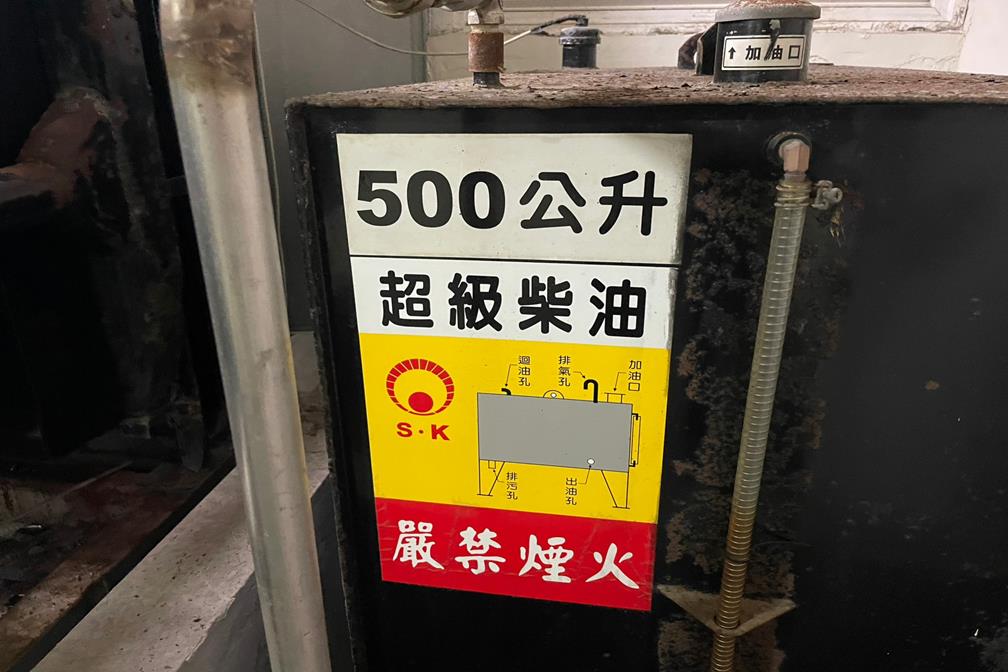 ↑加油口
500公升
超級柴油
迴油孔
排氣孔
加油口
S·K
排污孔
出油孔
嚴禁煙火